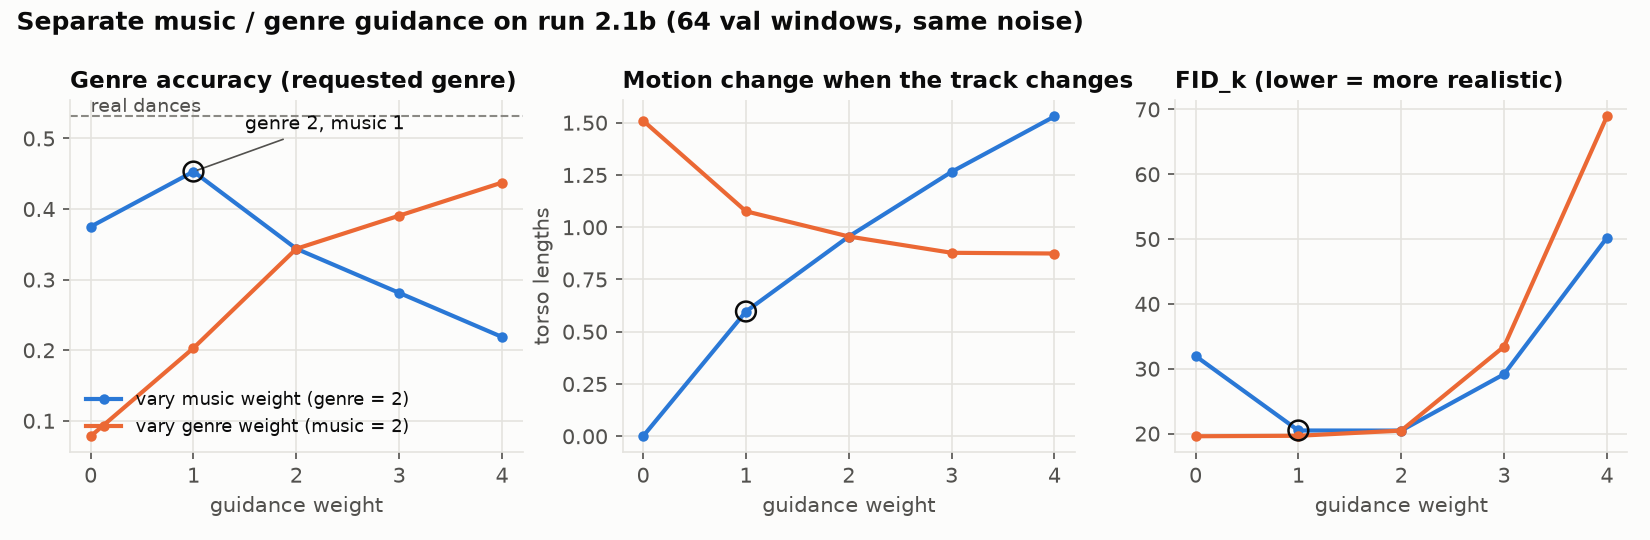 Separate music / genre guidance on run 2.1b (64 val windows, same noise)
Genre accuracy (requested genre)
real dances
genre 2, music 1
0.5
0.4
0.3
0.2
0.1
vary music weight (genre = 2)
vary genre weight (music = 2)
0 1 2 3 4
guidance weight
Motion change when the track changes
torso lengths
1.50
1.25
1.00
0.75
0.50
0.25
0.00
0 1 2 3 4
guidance weight
FID_k (lower = more realistic)
70
60
50
40
30
20
0 1 2 3 4
guidance weight